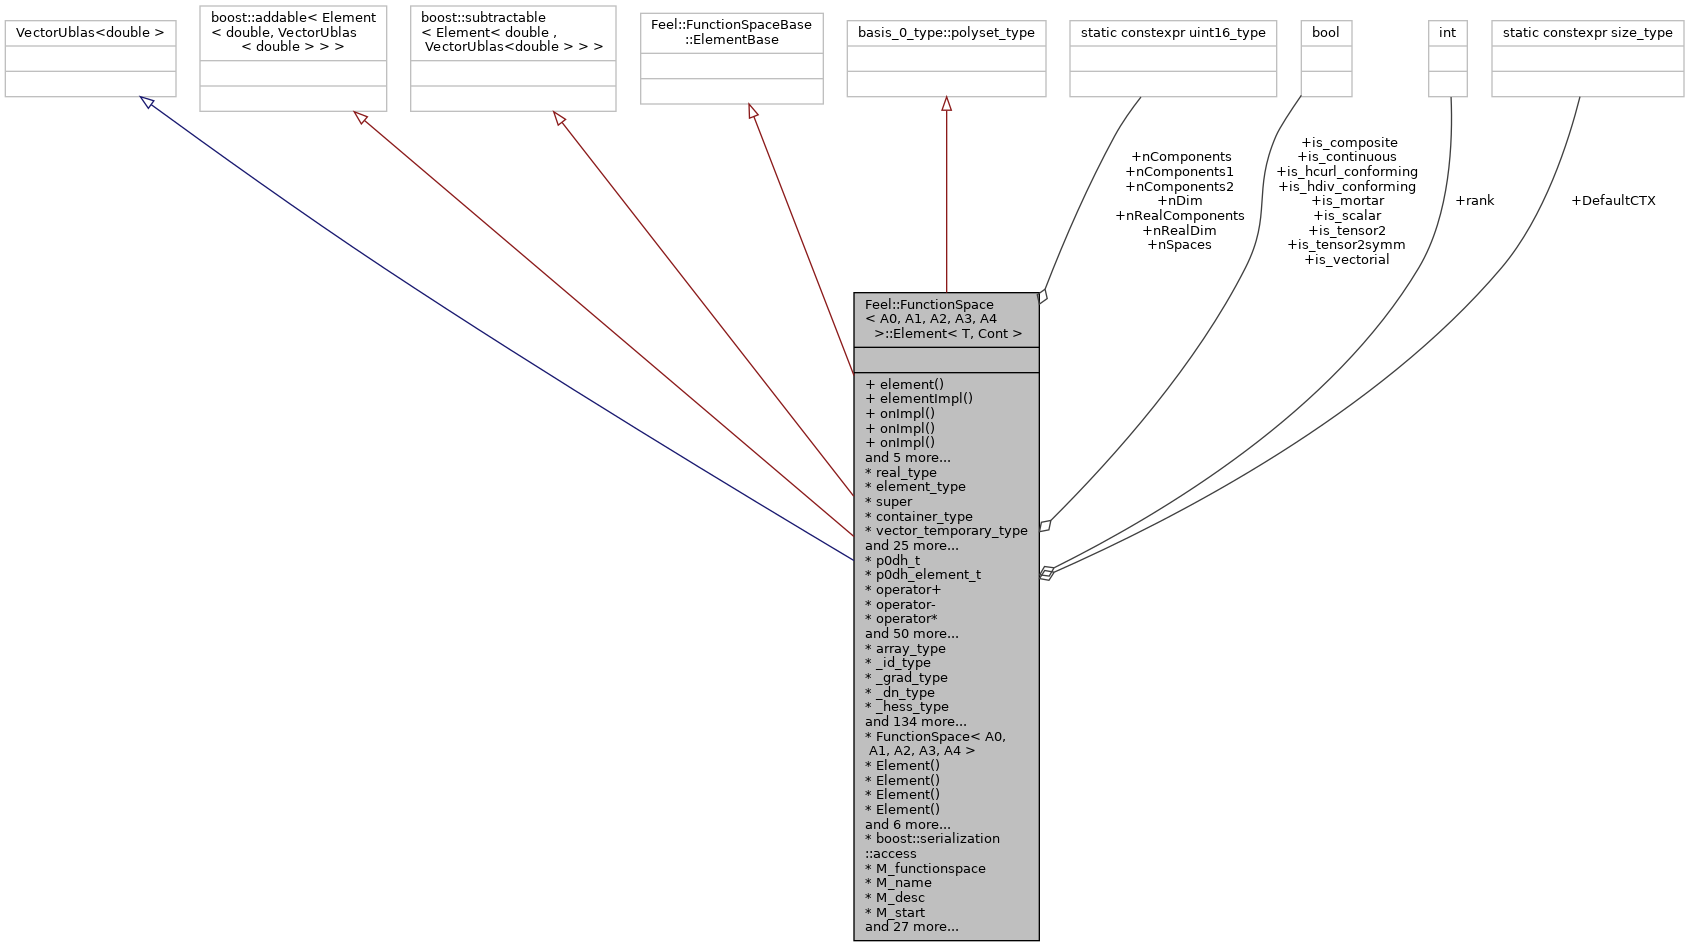 VectorUblas<double >
boost::addable< Element
< double, VectorUblas
< double > > >
boost::subtractable
< Element< double ,
VectorUblas<double > > >
Feel::FunctionSpaceBase
::ElementBase
basis_0_type::polyset_type
static constexpr uint16_type
bool
int
static constexpr size_type
+nComponents
+nComponents1
+nComponents2
+nDim
+nRealComponents
+nRealDim
+nSpaces
+is_composite
+is_continuous
+is_hcurl_conforming
+is_hdiv_conforming
+is_mortar
+is_scalar
+is_tensor2
+is_tensor2symm
+is_vectorial
+rank
+DefaultCTX
Feel::FunctionSpace
< A0, A1, A2, A3, A4
>::Element< T, Cont >
+ element()
+ elementImpl()
+ onImpl()
+ onImpl()
+ onImpl()
and 5 more...
* real_type
* element_type
* super
* container_type
* vector_temporary_type
and 25 more...
* p0dh_t
* p0dh_element_t
* operator+
* operator-
* operator*
and 50 more...
* array_type
* _id_type
* _grad_type
* _dn_type
* _hess_type
and 134 more...
* FunctionSpace< A0,
A1, A2, A3, A4 >
* Element()
* Element()
* Element()
* Element()
and 6 more...
* boost::serialization
::access
* M_functionspace
* M_name
* M_desc
* M_start
and 27 more...